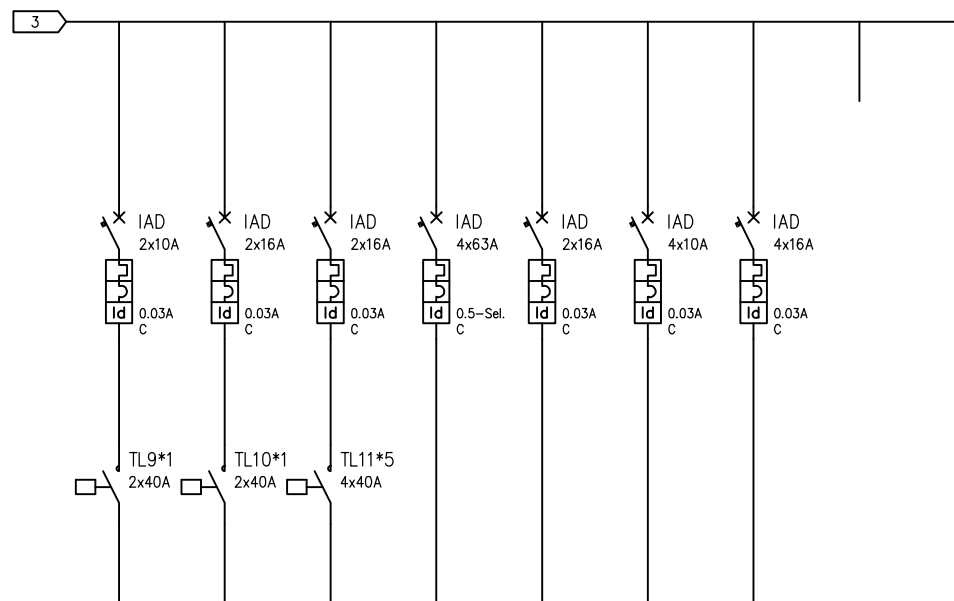 3
IAD
2x10A
Id
0.03A
C
TL9*1
2x40A
IAD
2x16A
Id
0.03A
C
TL10*1
2x40A
IAD
2x16A
Id
0.03A
C
TL11*5
4x40A
IAD
4x63A
Id
0.5-Sel.
C
IAD
2x16A
Id
0.03A
C
IAD
4x10A
Id
0.03A
C
IAD
4x16A
Id
0.03A
C